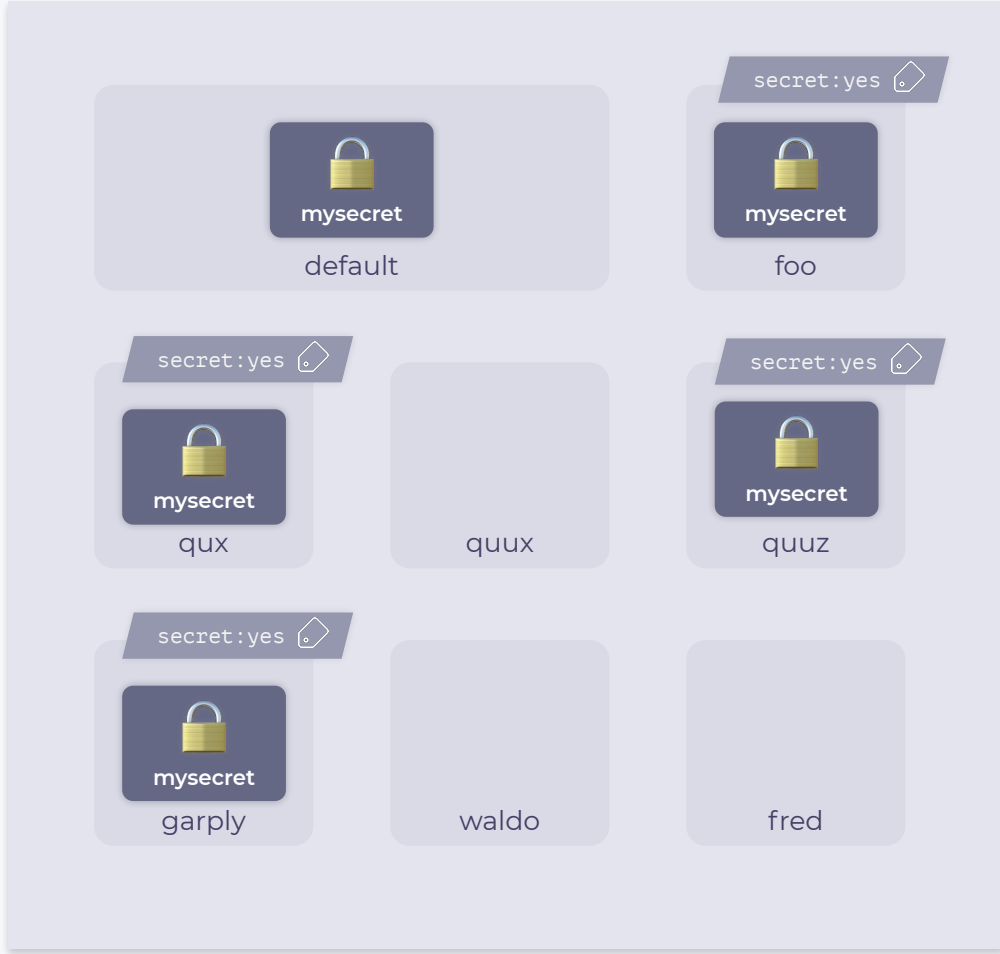 secret:yes
mysecret
mysecret
default
foo
secret:yes
secret:yes
mysecret
mysecret
qux
quux
quuz
secret:yes
mysecret
garply
waldo
fred